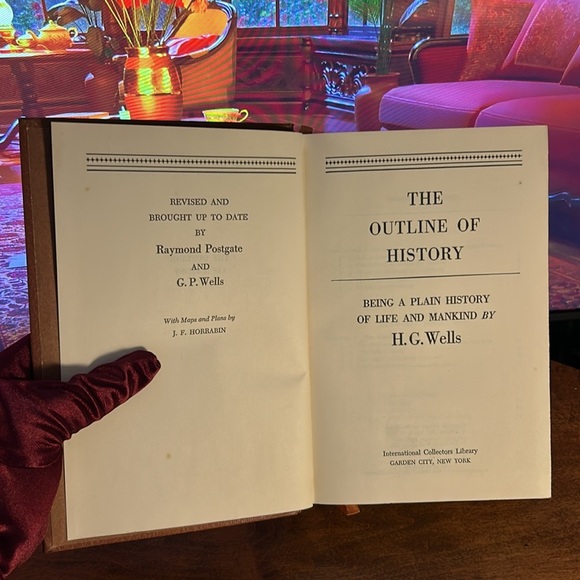 REVISED AND
BROUGHT UP TO DATE
BY
Raymond Postgate
AND
G. P. Wells
With Maps and Plans by
J. F. HORRABIN
THE
OUTLINE OF
HISTORY
BEING A PLAIN HISTORY
OF LIFE AND MANKIND BY
H. G. Wells
International Collectors Library
GARDEN CITY, NEW YORK